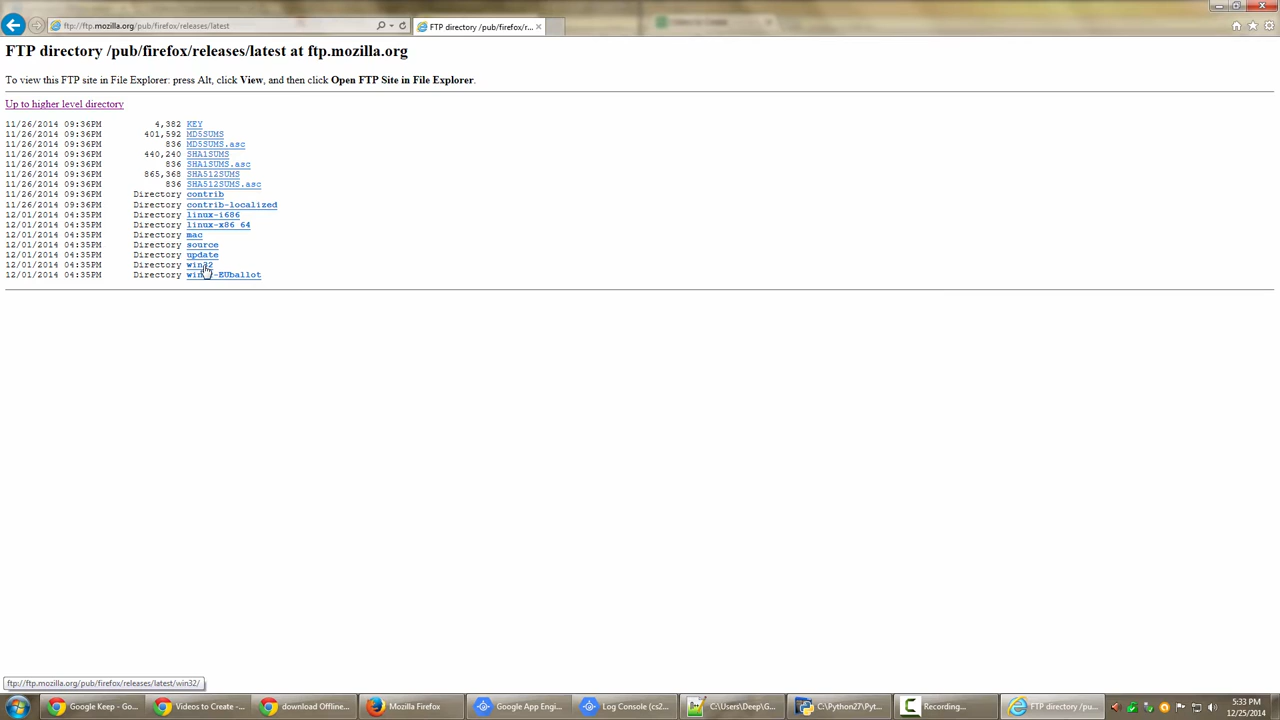 ftp://ftp.mozilla.org/pub/firefox/releases/latest
FTP directory /pub/firefox/r...
FTP directory /pub/firefox/releases/latest at ftp.mozilla.org
To view this FTP site in File Explorer: press Alt, click View, and then click Open FTP Site in File Explorer.
Up to higher level directory
11/26/2014 09:36PM 4,382 KEY
11/26/2014 09:36PM 401,592 MD5SUMS
11/26/2014 09:36PM 836 MD5SUMS.asc
11/26/2014 09:36PM 440,240 SHA1SUMS
11/26/2014 09:36PM 836 SHA1SUMS.asc
11/26/2014 09:36PM 865,368 SHA512SUMS
11/26/2014 09:36PM 836 SHA512SUMS.asc
11/26/2014 09:36PM Directory contrib
11/26/2014 09:36PM Directory contrib-localized
12/01/2014 04:35PM Directory linux-i686
12/01/2014 04:35PM Directory linux-x86_64
12/01/2014 04:35PM Directory mac
12/01/2014 04:35PM Directory source
12/01/2014 04:35PM Directory update
12/01/2014 04:35PM Directory win32
12/01/2014 04:35PM Directory win32-EUballot
ftp://ftp.mozilla.org/pub/firefox/releases/latest/win32/
Google Keep - Go...
Videos to Create -...
download Offline...
Mozilla Firefox
Google App Engin...
Log Console (cs2...
C:\Users\Deep\G...
C:\Python27\Pyt...
Recording...
FTP directory /pu...
5:33 PM
12/25/2014